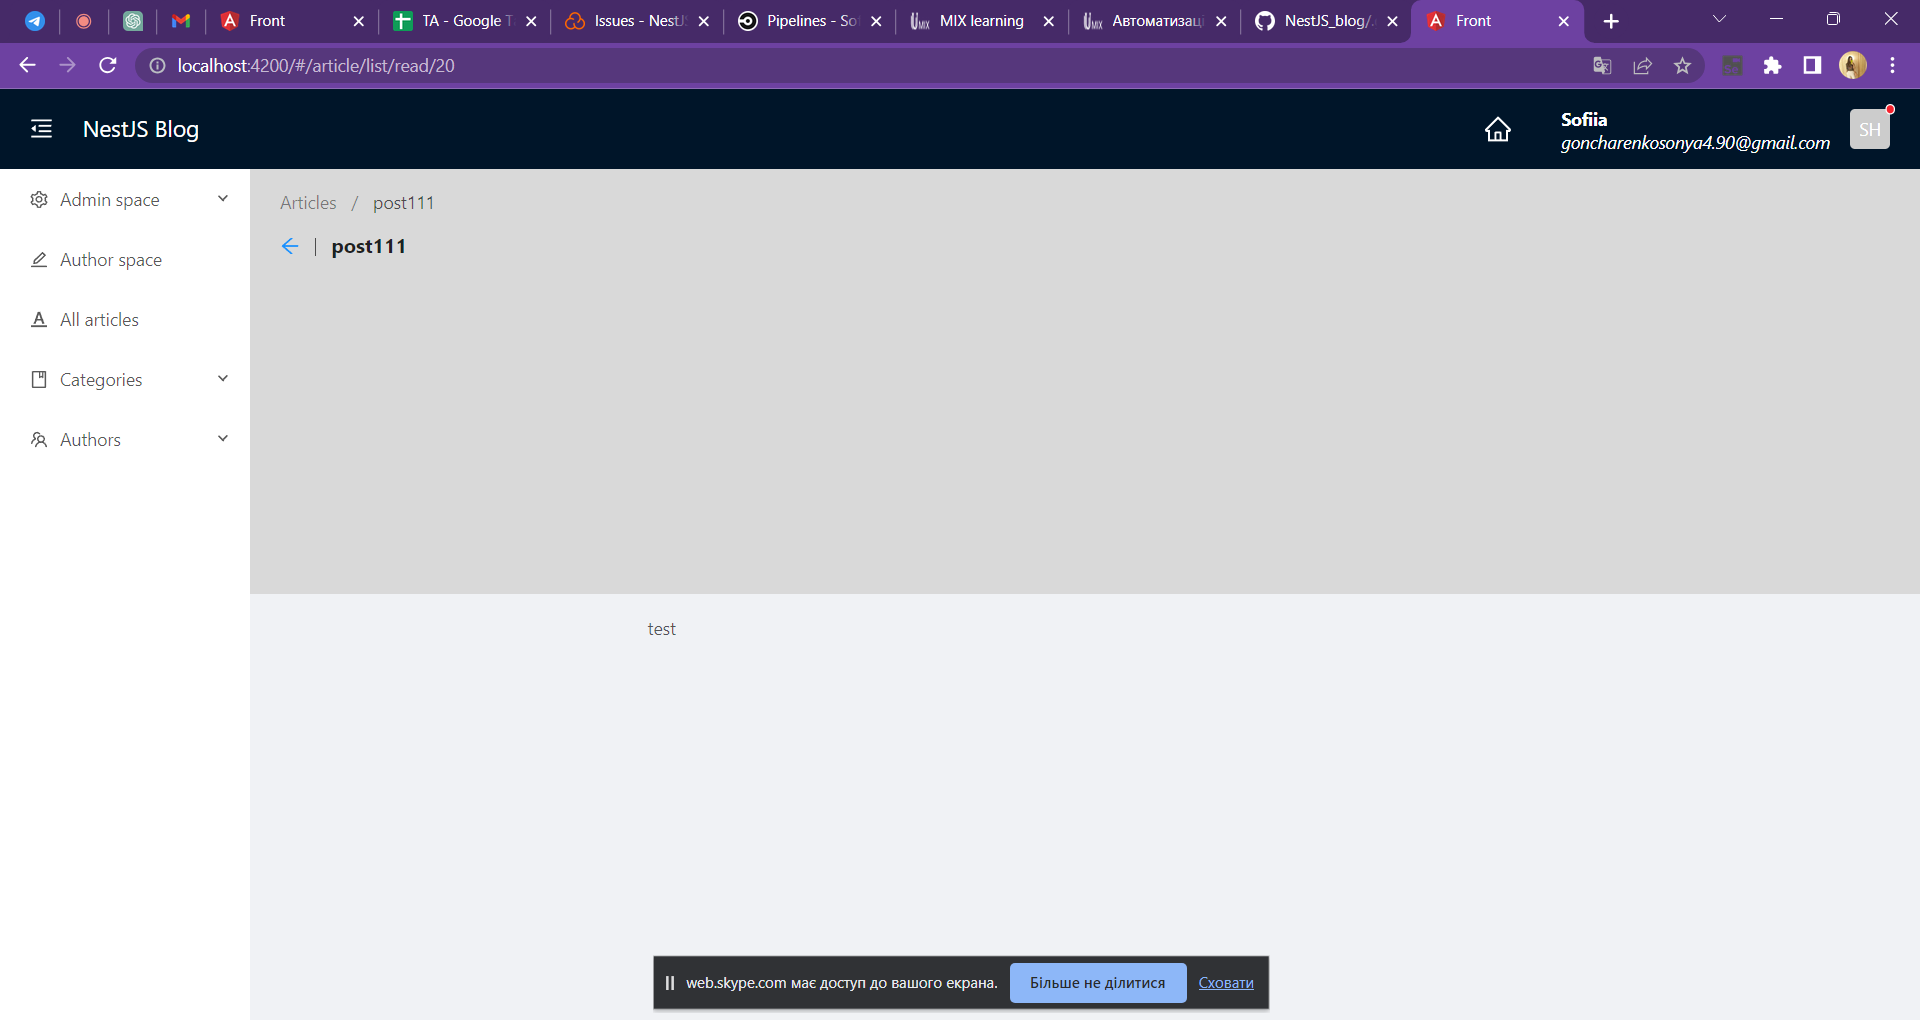 Front
TA - Google T
Issues - NestJS
Pipelines - So
MIX learning
Автоматизаці
NestJS_blog/.
Front
localhost:4200/#/article/list/read/20
NestJS Blog
Sofiia
goncharenkosonya4.90@gmail.com
SH
Admin space
Author space
All articles
Categories
Authors
Articles / post111
post111
test
web.skype.com має доступ до вашого екрана.
Більше не ділитися
Сховати